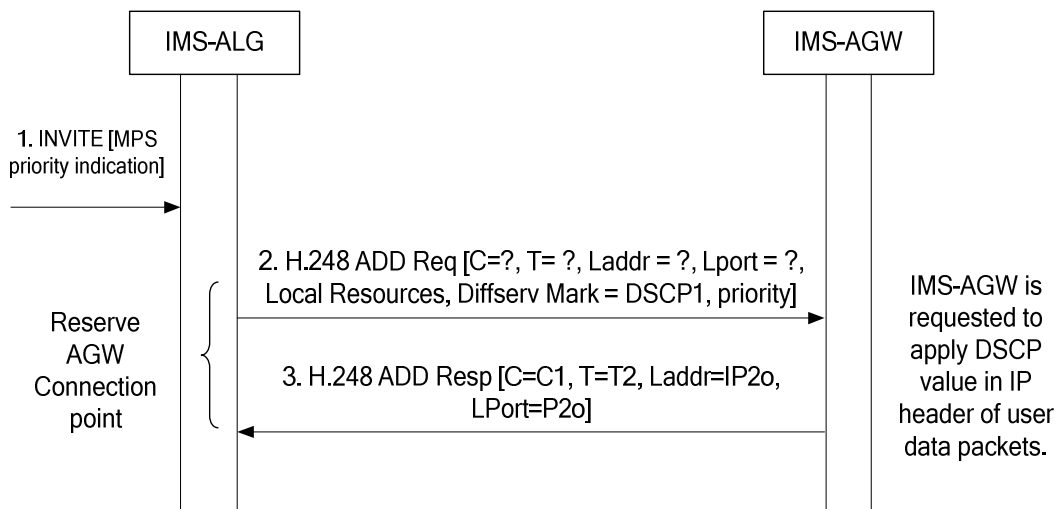 IMS-ALG
IMS-AGW
1. INVITE [MPS
priority indication]
2. H.248 ADD Req [C=?, T= ?, Laddr = ?, Lport = ?,
Local Resources, Diffserv Mark = DSCP1, priority]
Reserve
AGW
Connection
point
3. H.248 ADD Resp [C=C1, T=T2, Laddr=IP2o,
LPort=P2o]
IMS-AGW is
requested to
apply DSCP
value in IP
header of user
data packets.